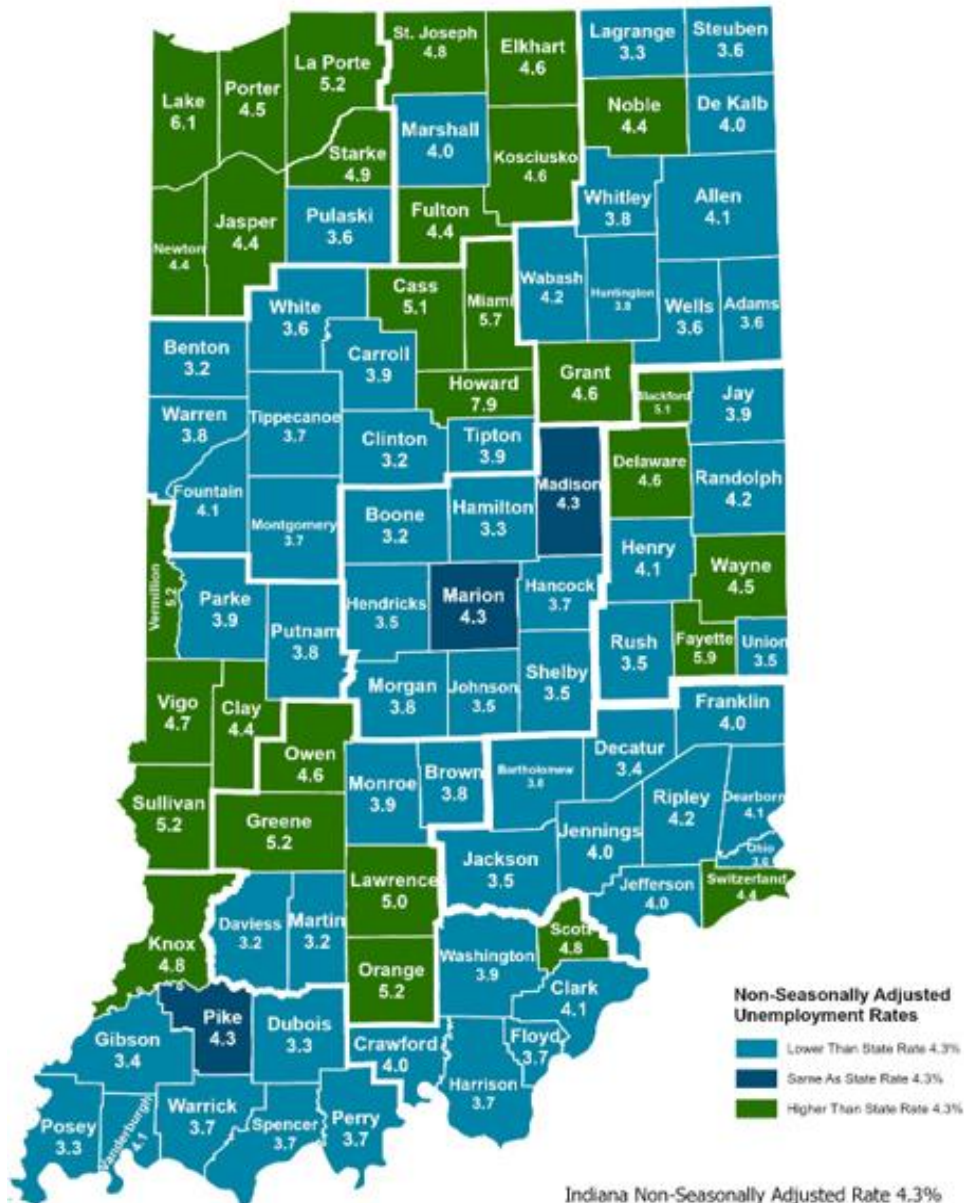 St. Joseph
4.8
Elkhart
4.6
Lagrange
3.3
Steuben
3.6
La Porte
5.2
Lake
6.1
Porter
4.5
Noble
4.4
De Kalb
4.0
Marshall
4.0
Starke
4.9
Kosciusko
4.6
Whitley
3.8
Allen
4.1
Newton
4.4
Jasper
4.4
Pulaski
3.6
Fulton
4.4
Cass
5.1
Miami
5.7
Wabash
4.2
Huntington
3.8
Wells
3.6
Adams
3.6
White
3.6
Benton
3.2
Carroll
3.9
Howard
7.9
Grant
4.6
Blackford
5.1
Jay
3.9
Warren
3.8
Tippecanoe
3.7
Clinton
3.2
Tipton
3.9
Madison
4.3
Delaware
4.6
Randolph
4.2
Fountain
4.1
Montgomery
3.7
Boone
3.2
Hamilton
3.3
Henry
4.1
Wayne
4.5
Vermillion
5.2
Parke
3.9
Putnam
3.8
Hendricks
3.5
Marion
4.3
Hancock
3.7
Rush
3.5
Fayette
5.9
Union
3.5
Vigo
4.7
Clay
4.4
Morgan
3.8
Johnson
3.5
Shelby
3.5
Franklin
4.0
Owen
4.6
Monroe
3.9
Brown
3.8
Bartholomew
3.8
Decatur
3.4
Ripley
4.2
Dearborn
4.1
Sullivan
5.2
Greene
5.2
Jennings
4.0
Ohio
3.6
Lawrence
5.0
Jackson
3.5
Jefferson
4.0
Switzerland
4.4
Knox
4.8
Daviess
3.2
Martin
3.2
Orange
5.2
Washington
3.9
Scott
4.8
Clark
4.1
Gibson
3.4
Pike
4.3
Dubois
3.3
Crawford
4.0
Floyd
3.7
Harrison
3.7
Posey
3.3
Vanderburgh
4.1
Warrick
3.7
Spencer
3.7
Perry
3.7
Non-Seasonally Adjusted
Unemployment Rates
Lower Than State Rate 4.3%
Same As State Rate 4.3%
Higher Than State Rate 4.3%
Indiana Non-Seasonally Adjusted Rate 4.3%